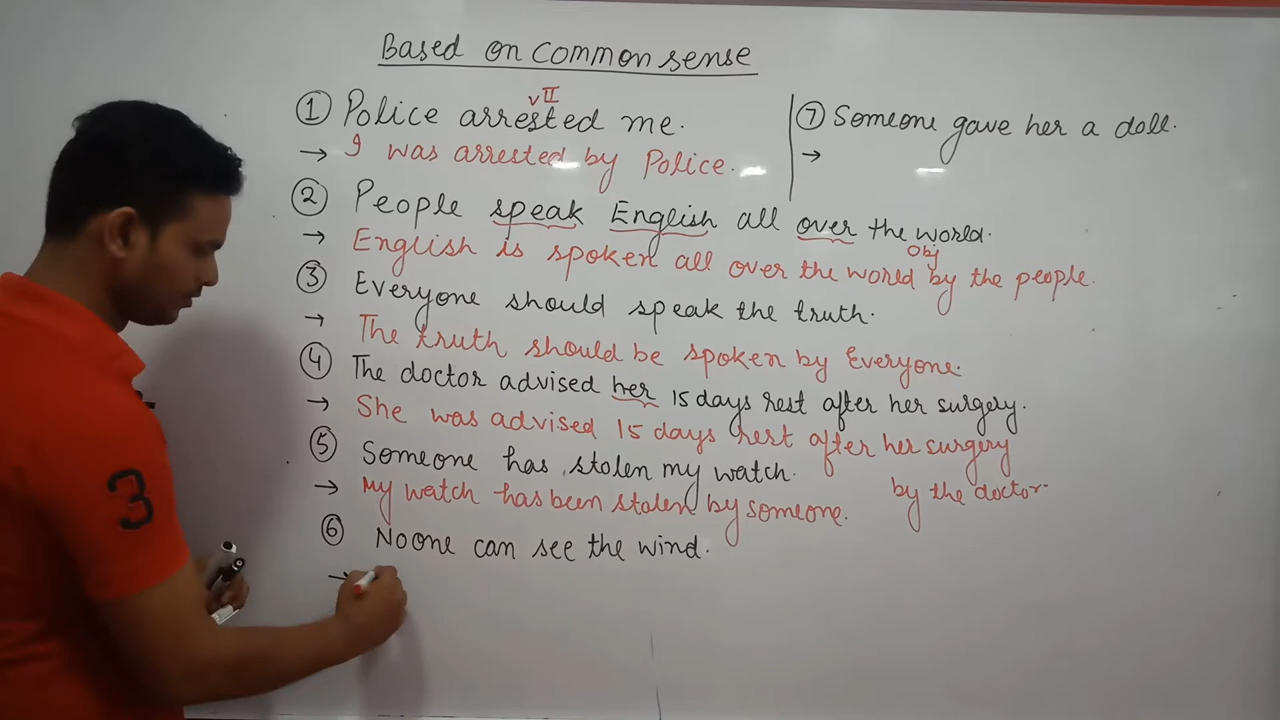 Based on Common sense
① Police arrested me.
V II
→ I was arrested by Police.
② People speak English all over the world.
→ English is spoken all over the world by the people.
Obj
③ Everyone should speak the truth.
→ The truth should be spoken by Everyone.
④ The doctor advised her 15 days rest after her surgery.
→ She was advised 15 days rest after her surgery
by the doctor.
⑤ Someone has stolen my watch.
→ My watch has been stolen by someone.
⑥ Noone can see the wind.
→
⑦ Someone gave her a doll.
→
3